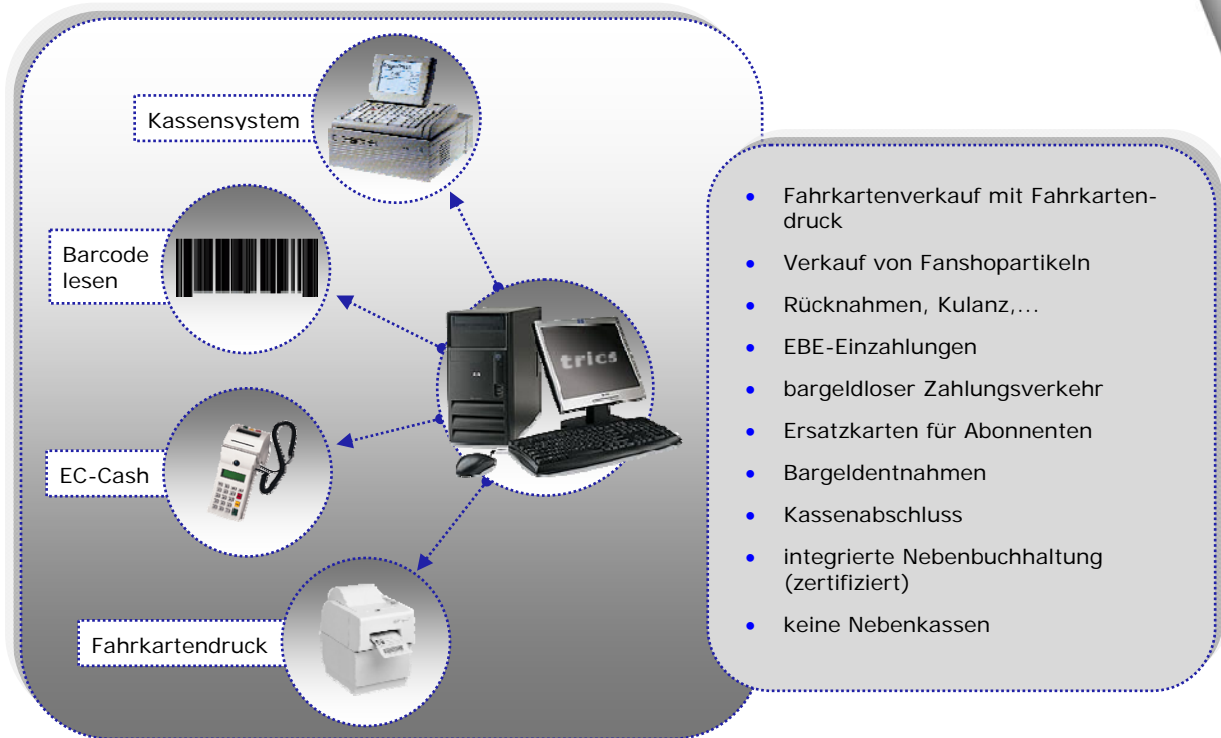 Kassensystem
Barcode
lesen
EC-Cash
Fahrkartendruck
trics
• Fahrkartenverkauf mit Fahrkarten-
druck
• Verkauf von Fanshopartikeln
• Rücknahmen, Kulanz,...
• EBE-Einzahlungen
• bargeldloser Zahlungsverkehr
• Ersatzkarten für Abonnenten
• Bargeldentnahmen
• Kassenabschluss
• integrierte Nebenbuchhaltung
(zertifiziert)
• keine Nebenkassen